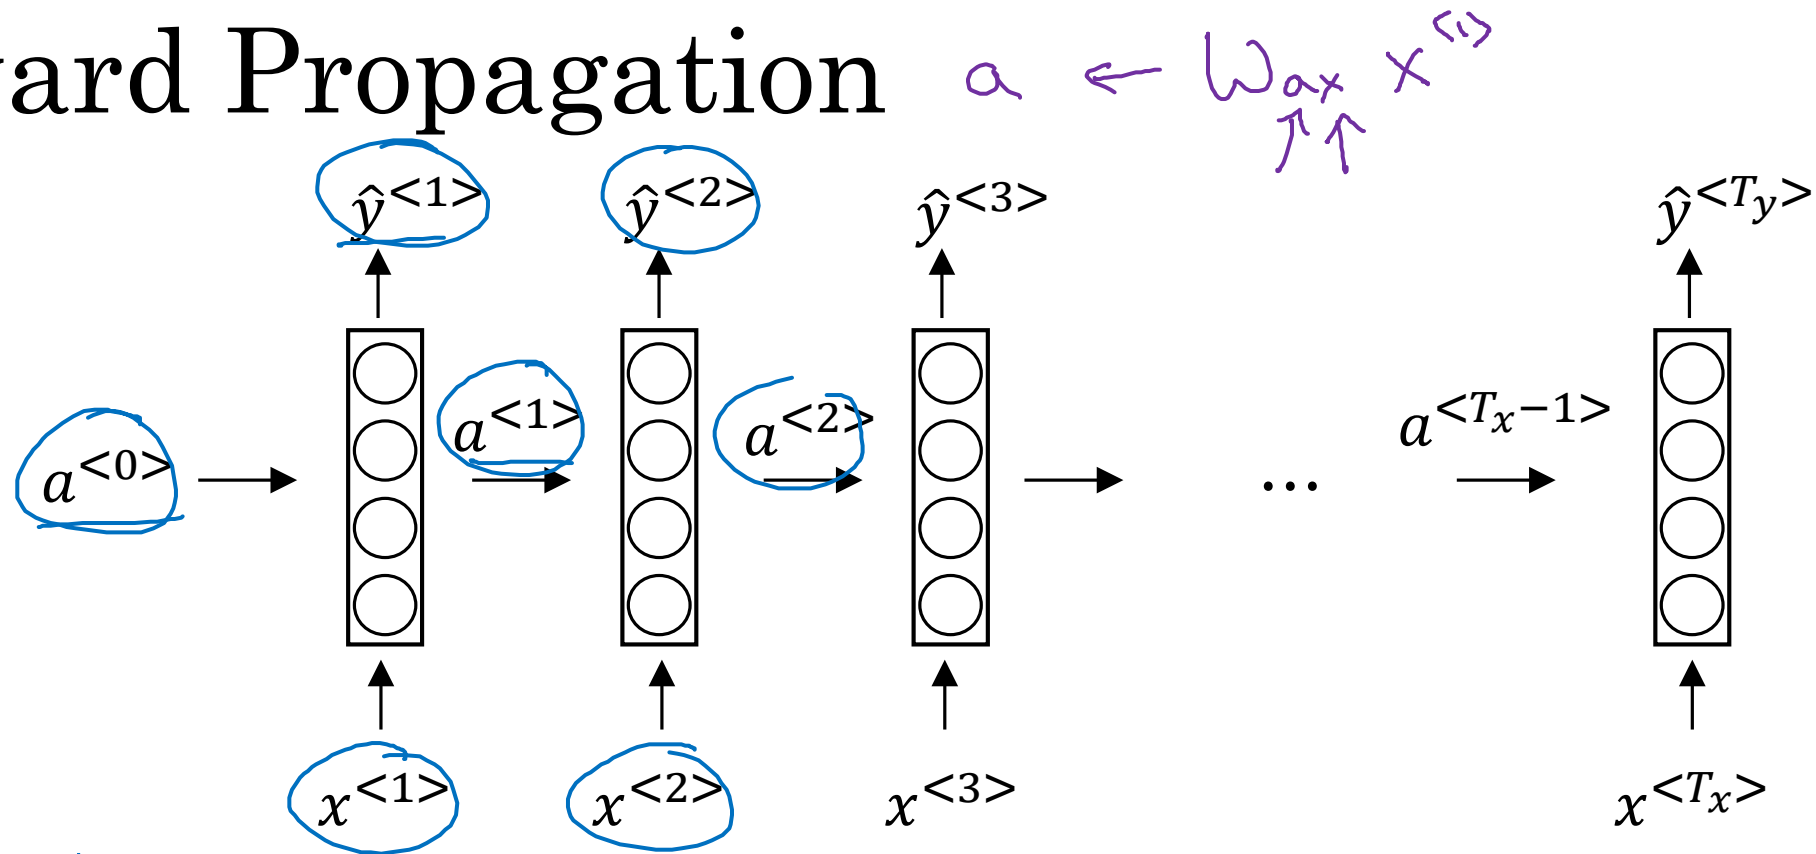 ard Propagation a ← Wax x<1>
ŷ<1> ŷ<2> ŷ<3> ŷ<Ty>
a<0> a<1> a<2> ... a<Tx−1>
x<1> x<2> x<3> x<Tx>